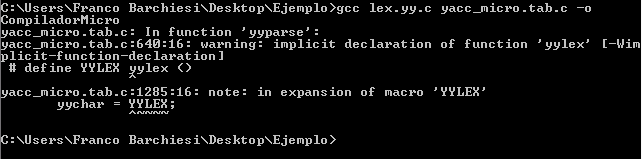 C:\Users\Franco Barchiesi\Desktop\Ejemplo>gcc lex.yy.c yacc_micro.tab.c -o
CompiladorMicro
yacc_micro.tab.c: In function 'yyparse':
yacc_micro.tab.c:640:16: warning: implicit declaration of function 'yylex' [-Wim
plicit-function-declaration]
 # define YYLEX yylex ()
                ^
yacc_micro.tab.c:1285:16: note: in expansion of macro 'YYLEX'
       yychar = YYLEX;
                ^~~~~
C:\Users\Franco Barchiesi\Desktop\Ejemplo>